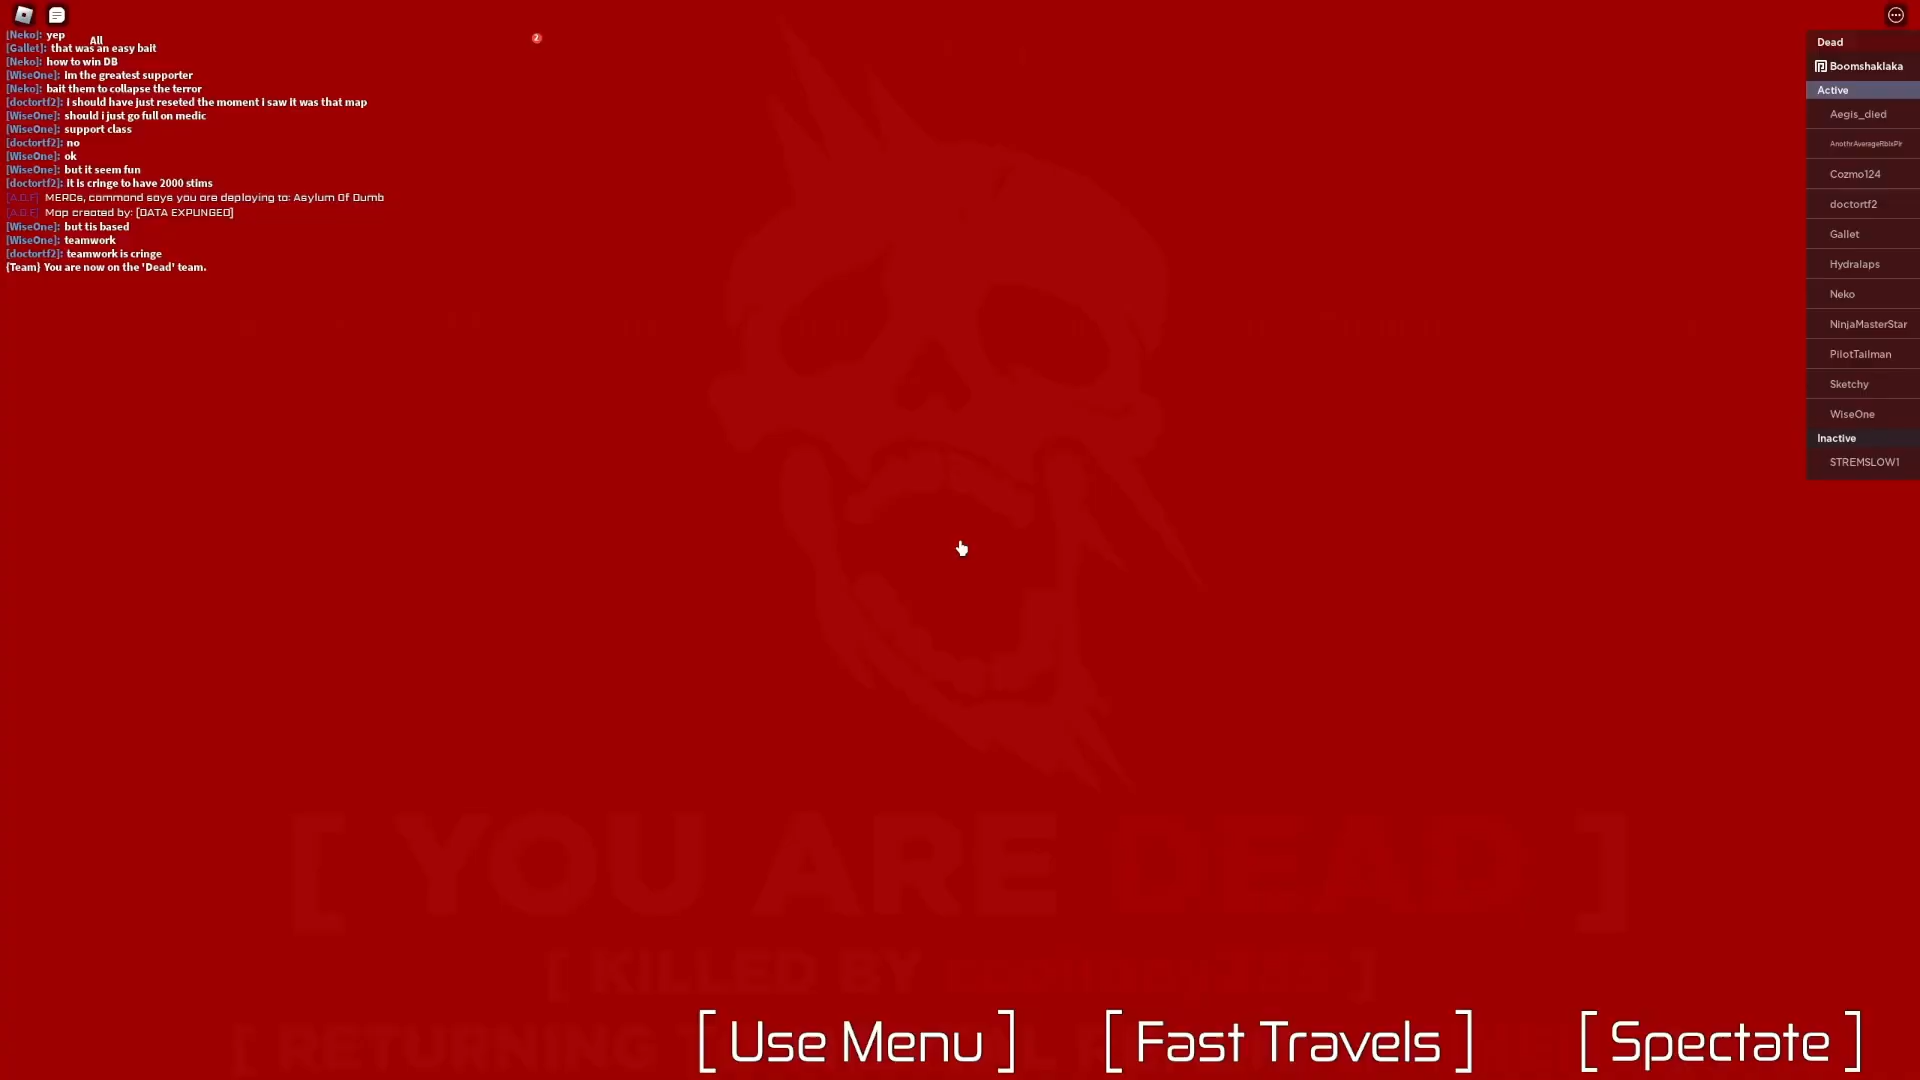 [Neko]: yep
All
[Gallet]: that was an easy bait
[Neko]: how to win DB
[WiseOne]: im the greatest supporter
[Neko]: bait them to collapse the terror
[doctortf2]: i should have just reseted the moment i saw it was that map
[WiseOne]: should i just go full on medic
[WiseOne]: support class
[doctortf2]: no
[WiseOne]: ok
[WiseOne]: but it seem fun
[doctortf2]: it is cringe to have 2000 stims
[A.D.F] MERCs, command says you are deploying to: Asylum Of Dumb
[A.D.F] Map created by: [DATA EXPUNGED]
[WiseOne]: but tis based
[WiseOne]: teamwork
[doctortf2]: teamwork is cringe
{Team} You are now on the 'Dead' team.
2
Dead
Boomshaklaka
Active
Aegis_died
AnothrAverageRblxPlr
Cozmo124
doctortf2
Gallet
Hydralaps
Neko
NinjaMasterStar
PilotTailman
Sketchy
WiseOne
Inactive
STREMSLOW1
[ YOU ARE DEAD ]
[ KILLED BY ]
[ RETURNING
[ Use Menu ]
[ Fast Travels ]
[ Spectate ]